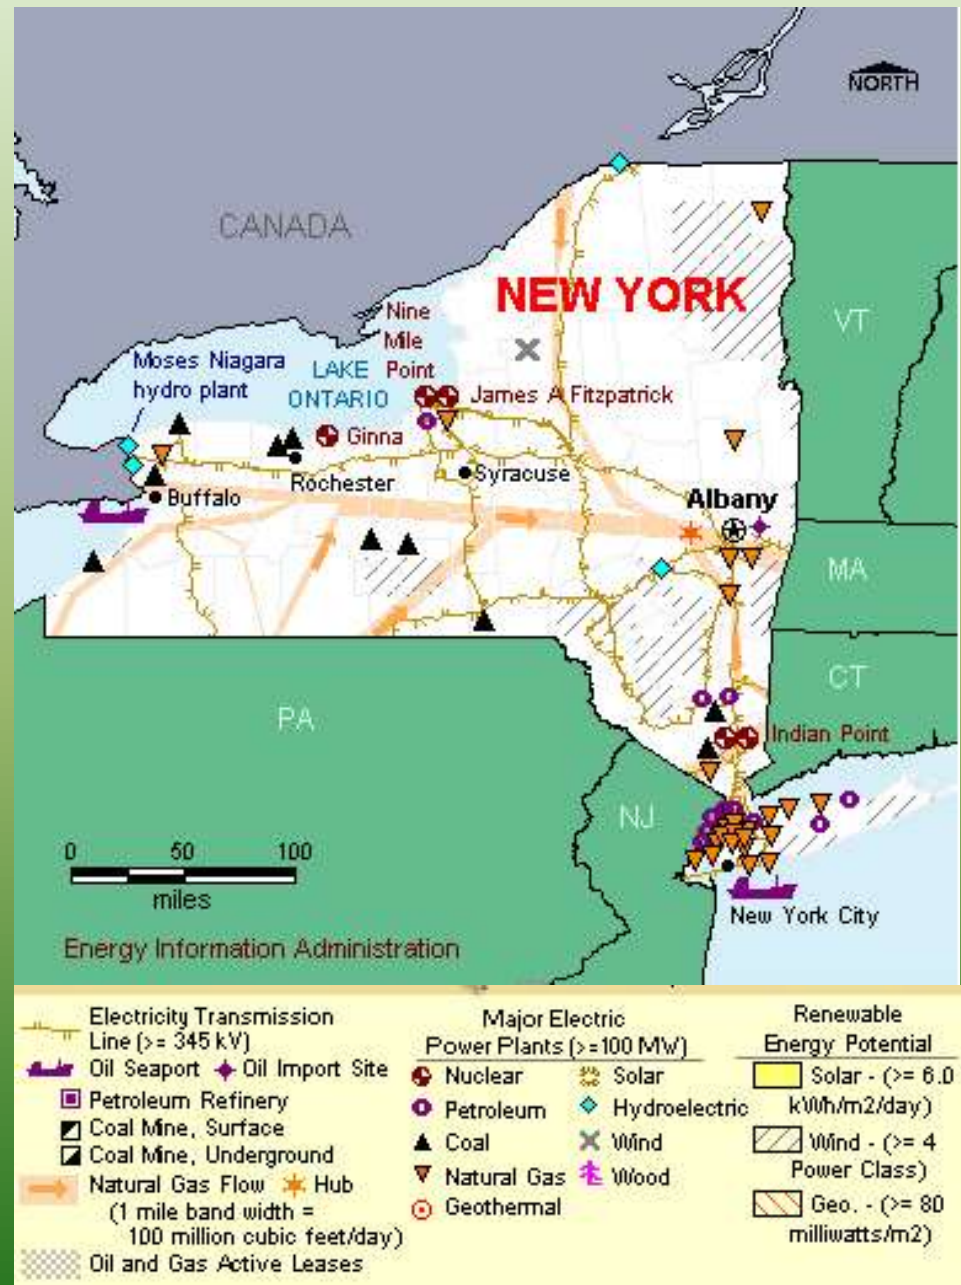 NORTH
CANADA
NEW YORK
VT
Nine
Mile
Point
Moses Niagara
hydro plant
LAKE
ONTARIO
James A Fitzpatrick
Ginna
Rochester
Syracuse
Buffalo
Albany
MA
CT
PA
Indian Point
NJ
0 50 100
miles
New York City
Energy Information Administration
Electricity Transmission
Line (>= 345 kV)
Oil Seaport
Oil Import Site
Petroleum Refinery
Coal Mine, Surface
Coal Mine, Underground
Natural Gas Flow
Hub
(1 mile band width =
100 million cubic feet/day)
Oil and Gas Active Leases
Major Electric
Power Plants (>=100 MW)
Nuclear
Solar
Petroleum
Hydroelectric
Coal
Wind
Natural Gas
Wood
Geothermal
Renewable
Energy Potential
Solar - (>= 6.0
kWh/m2/day)
Wind - (>= 4
Power Class)
Geo. - (>= 80
milliwatts/m2)